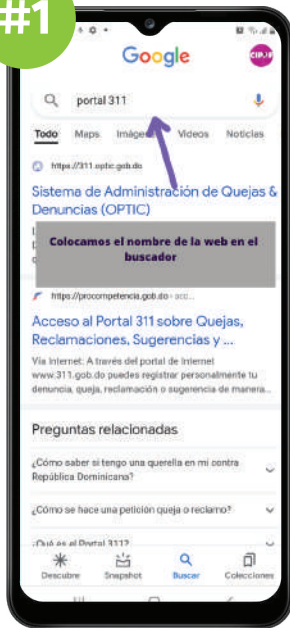 #1
Google
CIPJP
portal 311
Todo Maps Imágenes Videos Noticias
https://311.optic.gob.do
Sistema de Administración de Quejas &
Denuncias (OPTIC)
Colocamos el nombre de la web en el
buscador
https://procompetencia.gob.do
Acceso al Portal 311 sobre Quejas,
Reclamaciones, Sugerencias y ...
Vía Internet: A través del portal de Internet
www.311.gob.do puedes registrar personalmente tu
denuncia, queja, reclamación o sugerencia de manera...
Preguntas relacionadas
¿Cómo saber si tengo una querella en mi contra
República Dominicana?
¿Cómo se hace una petición queja o reclamo?
¿Qué es el Portal 311?
Descubre Snapshot Buscar Colecciones